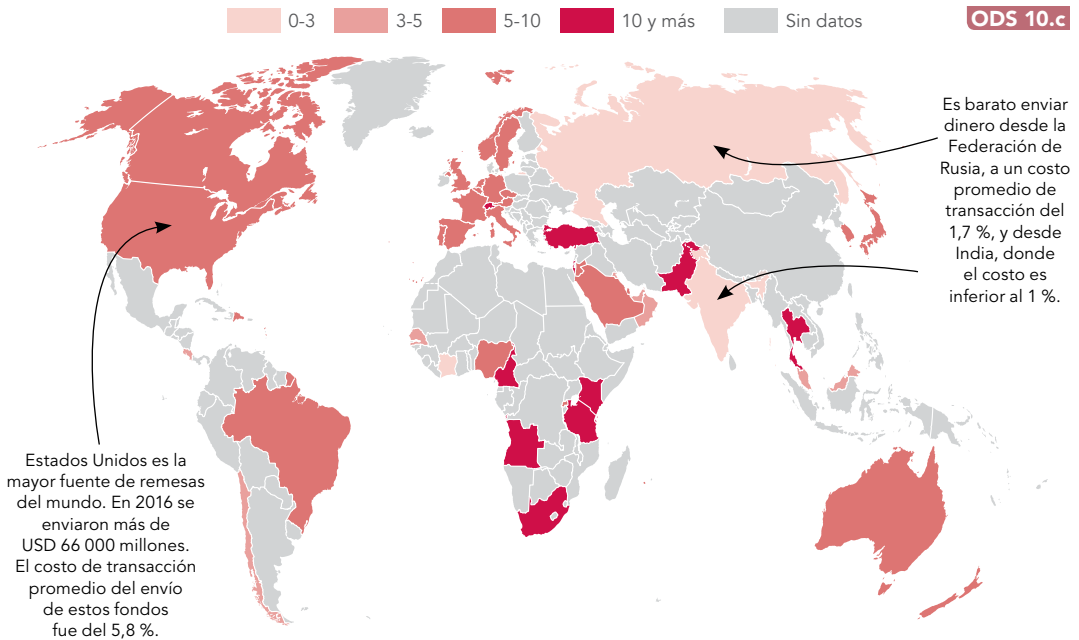 0-3
3-5
5-10
10 y más
Sin datos
ODS 10.c
Es barato enviar
dinero desde la
Federación de
Rusia, a un costo
promedio de
transacción del
1,7 %, y desde
India, donde
el costo es
inferior al 1 %.
Estados Unidos es la
mayor fuente de remesas
del mundo. En 2016 se
enviaron más de
USD 66 000 millones.
El costo de transacción
promedio del envío
de estos fondos
fue del 5,8 %.